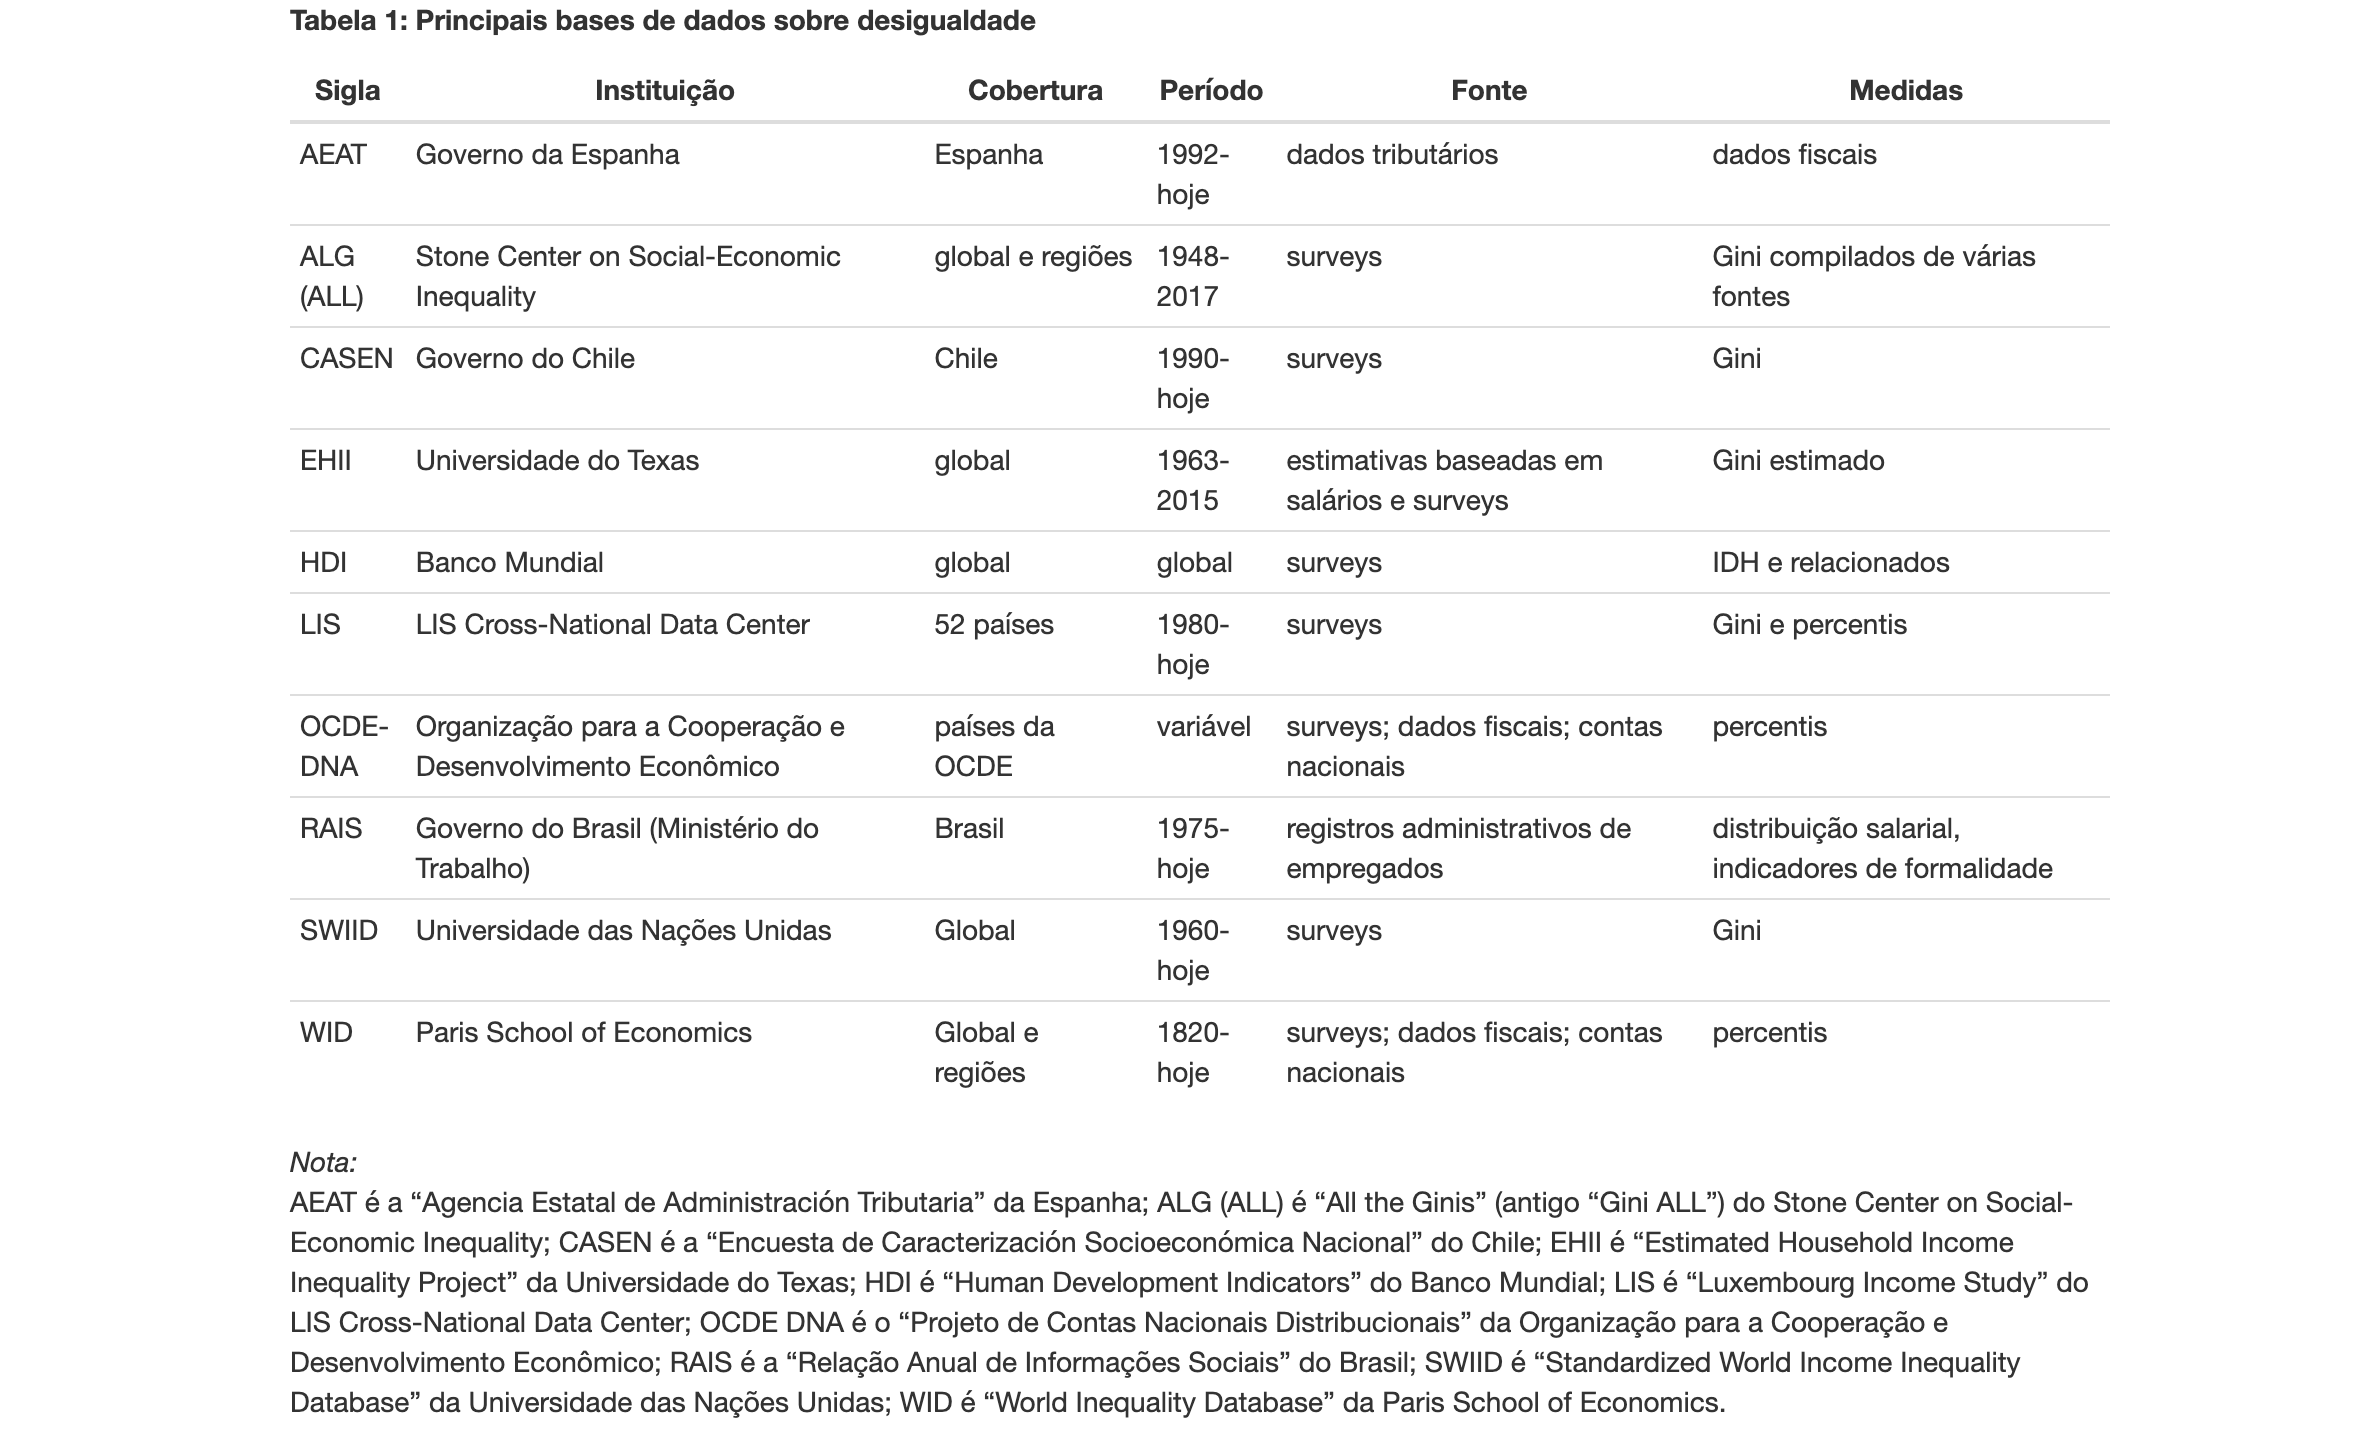 Tabela 1: Principais bases de dados sobre desigualdade
Sigla Instituição Cobertura Período Fonte Medidas
AEAT Governo da Espanha Espanha 1992- dados tributários dados fiscais
hoje
ALG Stone Center on Social-Economic global e regiões 1948- surveys Gini compilados de várias
(ALL) Inequality 2017 fontes
CASEN Governo do Chile Chile 1990- surveys Gini
hoje
EHII Universidade do Texas global 1963- estimativas baseadas em Gini estimado
2015 salários e surveys
HDI Banco Mundial global global surveys IDH e relacionados
LIS LIS Cross-National Data Center 52 países 1980- surveys Gini e percentis
hoje
OCDE- Organização para a Cooperação e países da variável surveys; dados fiscais; contas percentis
DNA Desenvolvimento Econômico OCDE nacionais
RAIS Governo do Brasil (Ministério do Brasil 1975- registros administrativos de distribuição salarial,
Trabalho) hoje empregados indicadores de formalidade
SWIID Universidade das Nações Unidas Global 1960- surveys Gini
hoje
WID Paris School of Economics Global e 1820- surveys; dados fiscais; contas percentis
regiões hoje nacionais
Nota:
AEAT é a “Agencia Estatal de Administración Tributaria” da Espanha; ALG (ALL) é “All the Ginis” (antigo “Gini ALL”) do Stone Center on Social-
Economic Inequality; CASEN é a “Encuesta de Caracterización Socioeconómica Nacional” do Chile; EHII é “Estimated Household Income
Inequality Project” da Universidade do Texas; HDI é “Human Development Indicators” do Banco Mundial; LIS é “Luxembourg Income Study” do
LIS Cross-National Data Center; OCDE DNA é o “Projeto de Contas Nacionais Distribucionais” da Organização para a Cooperação e
Desenvolvimento Econômico; RAIS é a “Relação Anual de Informações Sociais” do Brasil; SWIID é “Standardized World Income Inequality
Database” da Universidade das Nações Unidas; WID é “World Inequality Database” da Paris School of Economics.